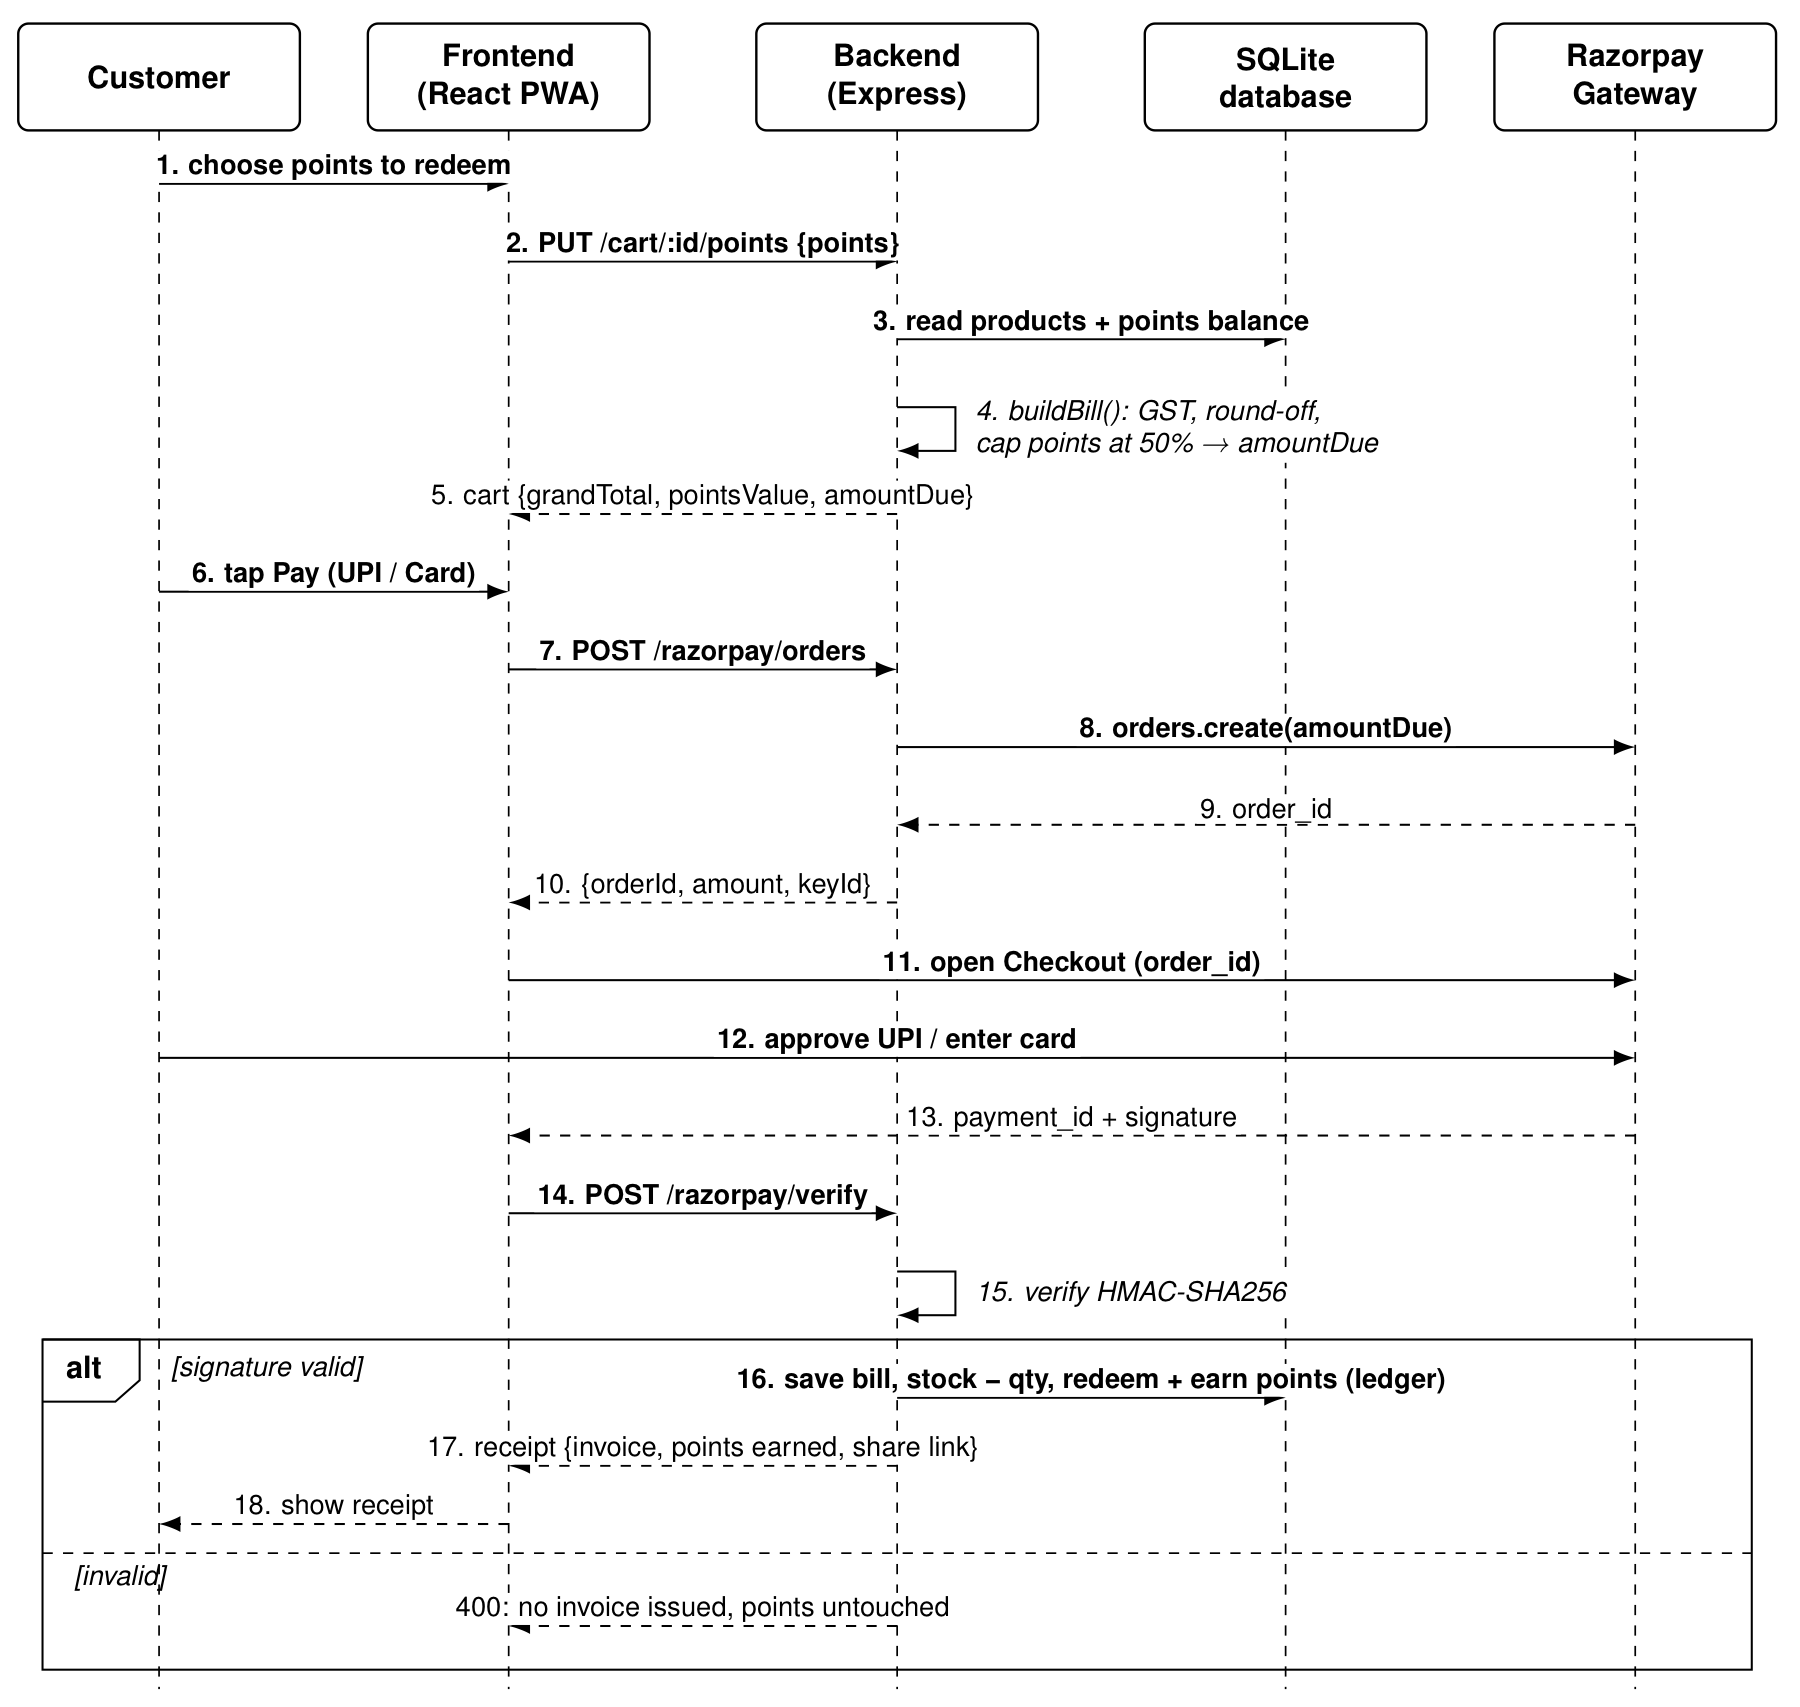 Customer
Frontend
(React PWA)
Backend
(Express)
SQLite
database
Razorpay
Gateway
1. choose points to redeem
2. PUT /cart/:id/points {points}
3. read products + points balance
4. buildBill(): GST, round-off,
cap points at 50% → amountDue
5. cart {grandTotal, pointsValue, amountDue}
6. tap Pay (UPI / Card)
7. POST /razorpay/orders
8. orders.create(amountDue)
9. order_id
10. {orderId, amount, keyId}
11. open Checkout (order_id)
12. approve UPI / enter card
13. payment_id + signature
14. POST /razorpay/verify
15. verify HMAC-SHA256
alt
[signature valid]
16. save bill, stock – qty, redeem + earn points (ledger)
17. receipt {invoice, points earned, share link}
18. show receipt
[invalid]
400: no invoice issued, points untouched